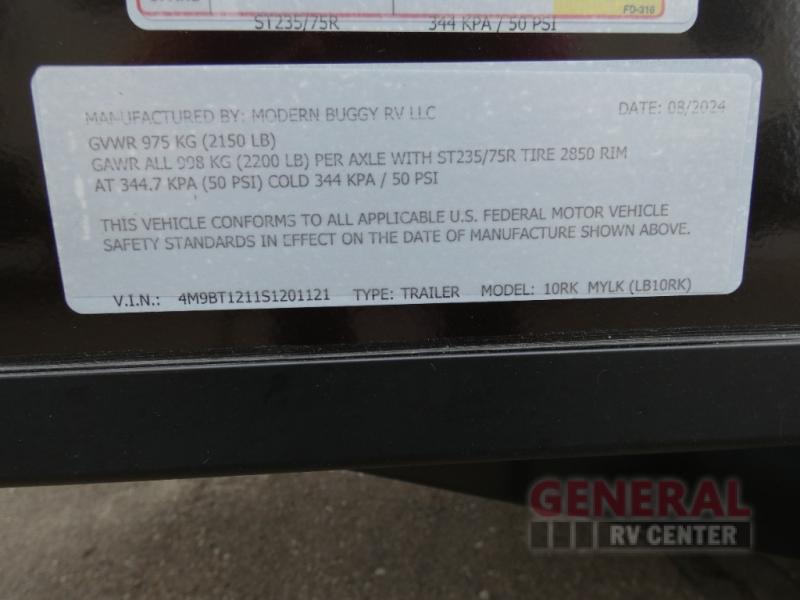 FD-316
ST235/75R 344 KPA / 50 PSI
MANUFACTURED BY: MODERN BUGGY RV LLC DATE: 08/2024
GVWR 975 KG (2150 LB)
GAWR ALL 998 KG (2200 LB) PER AXLE WITH ST235/75R TIRE 2850 RIM
AT 344.7 KPA (50 PSI) COLD 344 KPA / 50 PSI
THIS VEHICLE CONFORMS TO ALL APPLICABLE U.S. FEDERAL MOTOR VEHICLE
SAFETY STANDARDS IN EFFECT ON THE DATE OF MANUFACTURE SHOWN ABOVE.
V.I.N.: 4M9BT1211S1201121 TYPE: TRAILER MODEL: 10RK MYLK (LB10RK)
GENERAL
RV CENTER